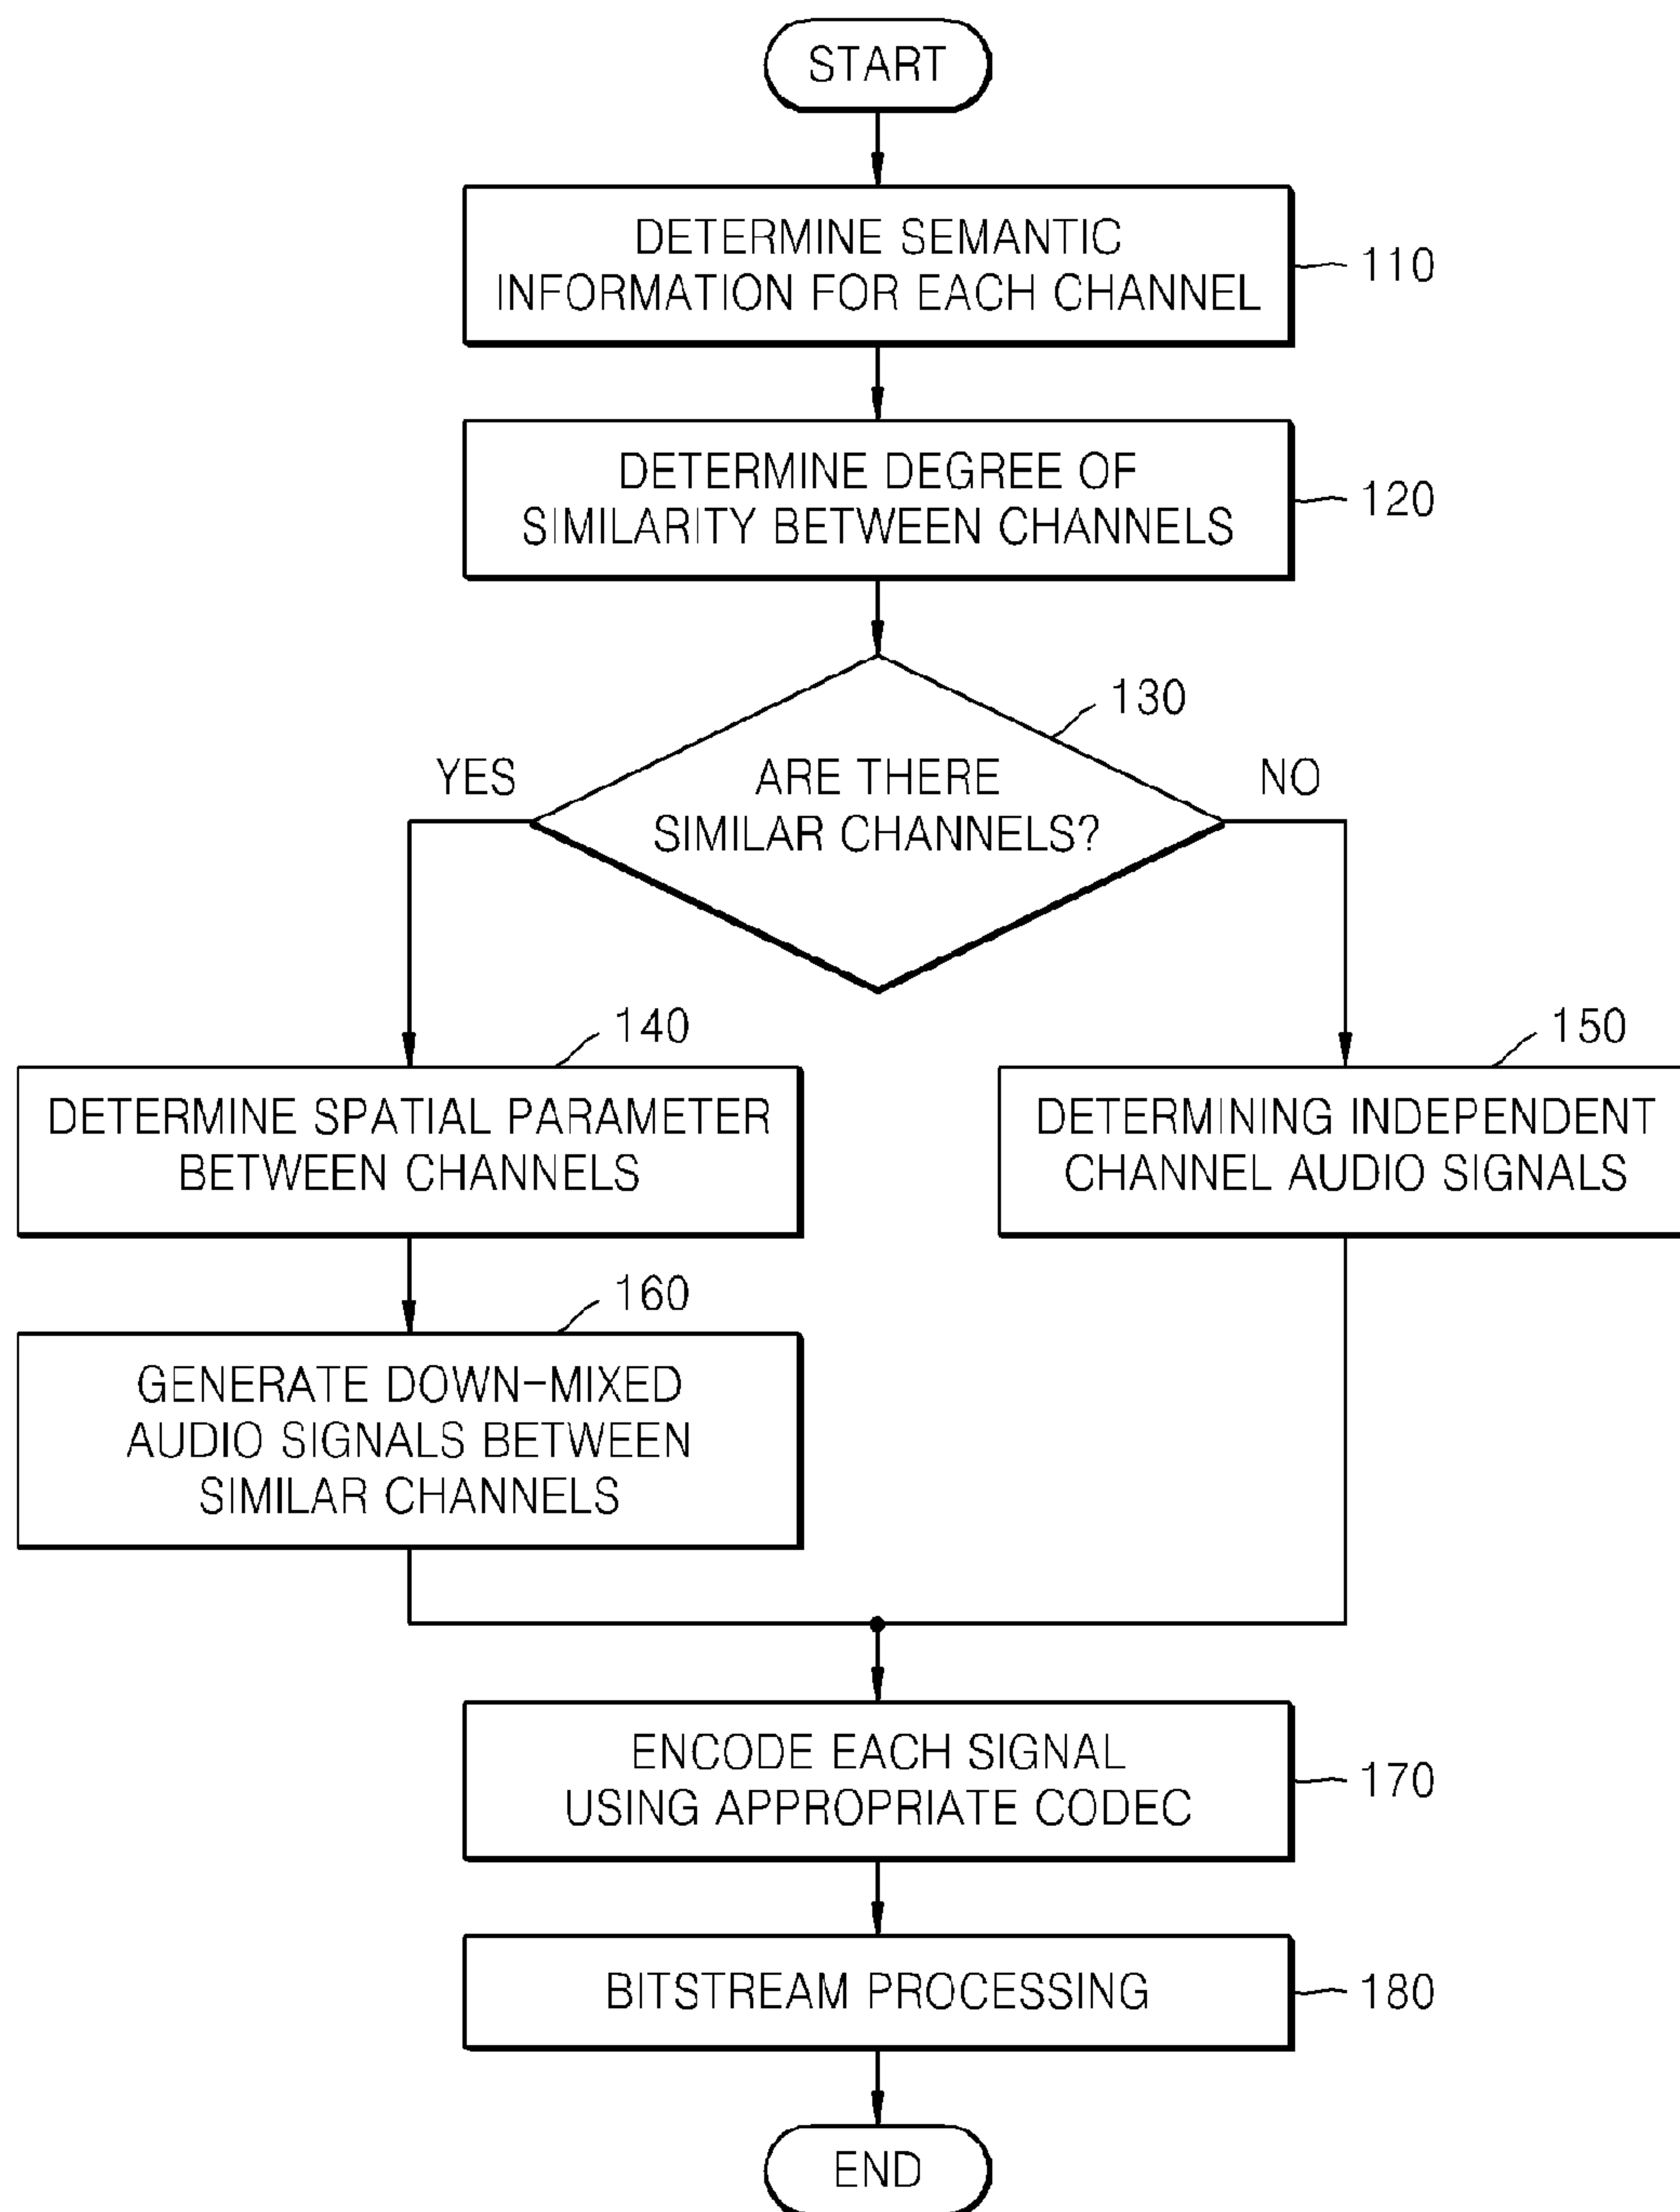 START
DETERMINE SEMANTIC
INFORMATION FOR EACH CHANNEL
110
DETERMINE DEGREE OF
SIMILARITY BETWEEN CHANNELS
120
130
YES
ARE THERE
SIMILAR CHANNELS?
NO
140
DETERMINE SPATIAL PARAMETER
BETWEEN CHANNELS
150
DETERMINING INDEPENDENT
CHANNEL AUDIO SIGNALS
160
GENERATE DOWN-MIXED
AUDIO SIGNALS BETWEEN
SIMILAR CHANNELS
ENCODE EACH SIGNAL
USING APPROPRIATE CODEC
170
BITSTREAM PROCESSING
180
END